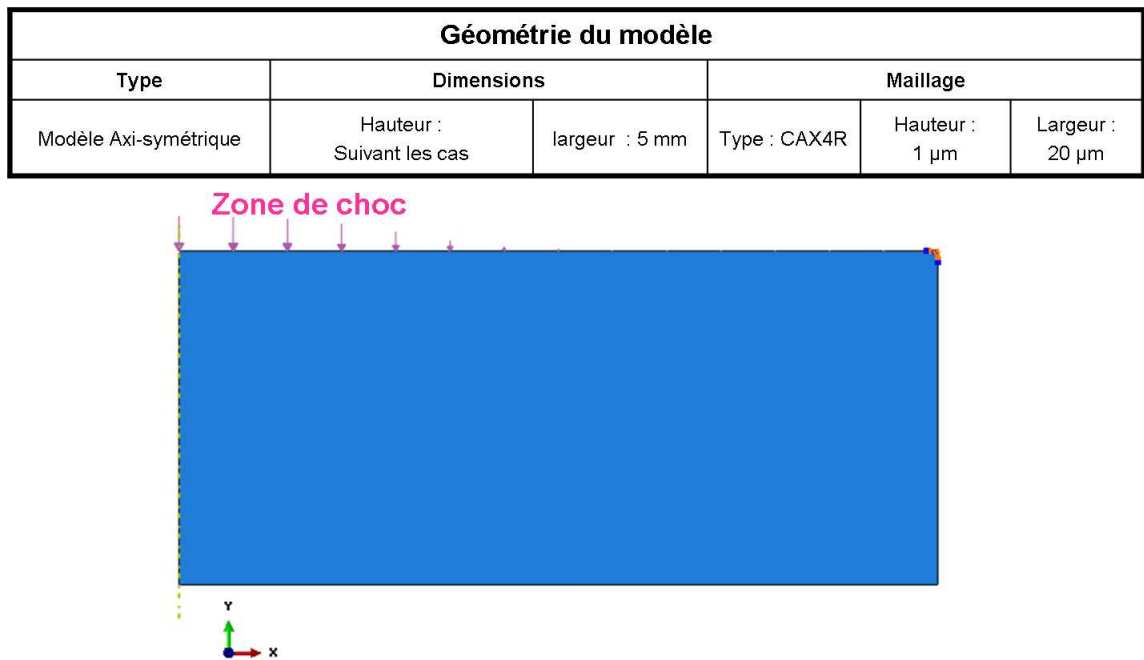 Géométrie du modèle
Type
Dimensions
Maillage
Modèle Axi-symétrique
Hauteur :
Suivant les cas
largeur : 5 mm
Type : CAX4R
Hauteur :
1 µm
Largeur :
20 µm
Zone de choc
Y
X